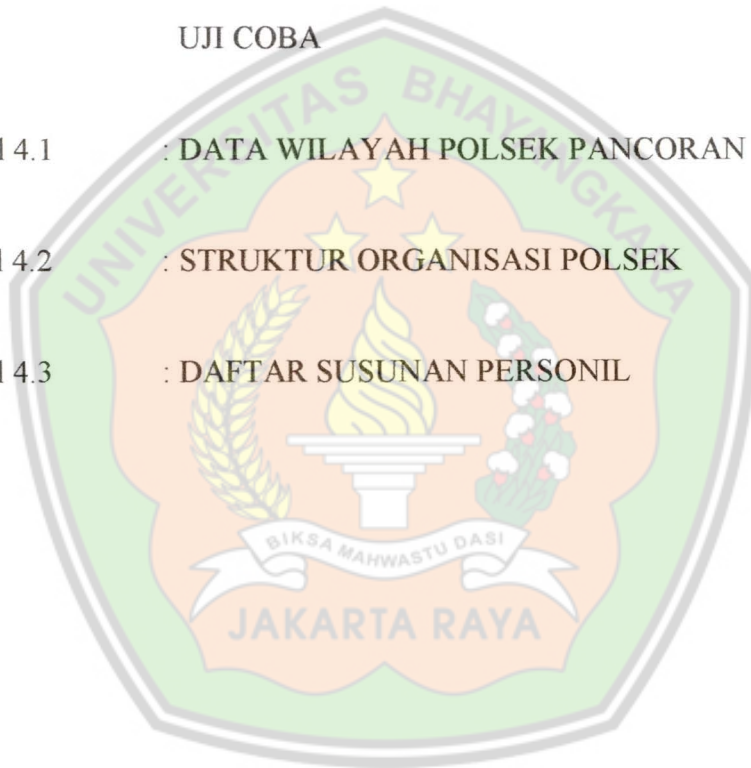 UJI COBA
l 4.1 : DATA WILAYAH POLSEK PANCORAN
l 4.2 : STRUKTUR ORGANISASI POLSEK
l 4.3 : DAFTAR SUSUNAN PERSONIL
UNIVERSITAS BHAYANGKARA
BIKSA MAHWASTU DASI
JAKARTA RAYA